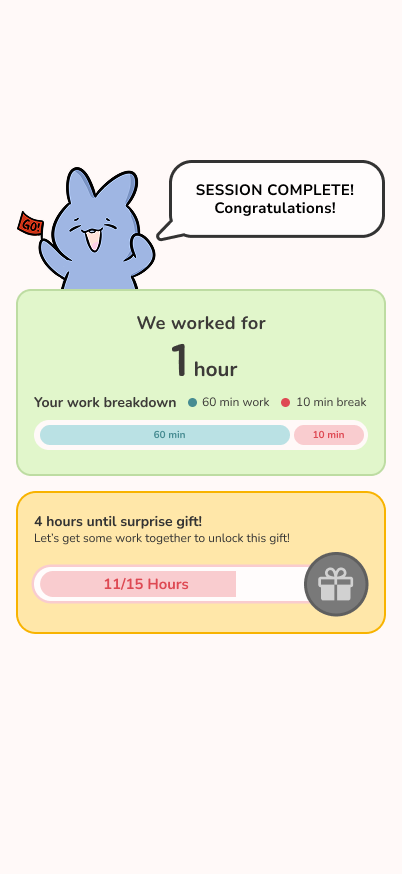 SESSION COMPLETE!
Congratulations!
GO!
We worked for
1 hour
Your work breakdown
60 min work
10 min break
60 min
10 min
4 hours until surprise gift!
Let's get some work together to unlock this gift!
11/15 Hours